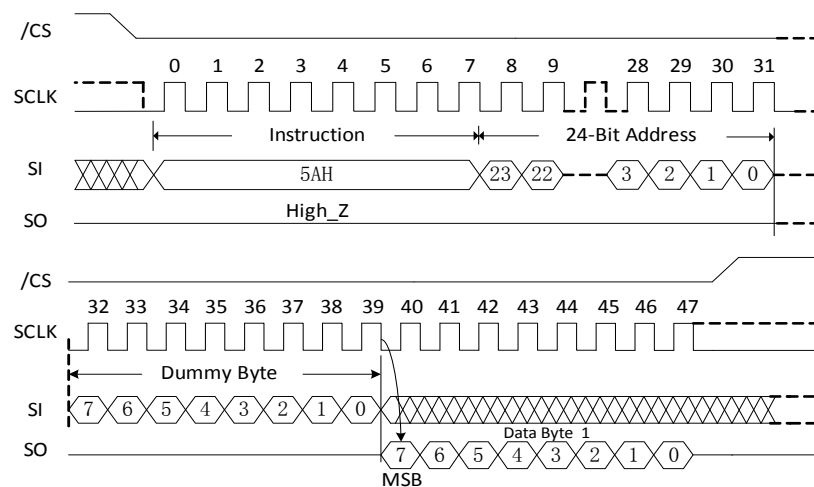 /CS
0 1 2 3 4 5 6 7 8 9 28 29 30 31
SCLK
Instruction 24-Bit Address
SI 5AH 23 22 3 2 1 0
High_Z
SO
/CS
32 33 34 35 36 37 38 39 40 41 42 43 44 45 46 47
SCLK
Dummy Byte
SI 7 6 5 4 3 2 1 0
Data Byte 1
SO 7 6 5 4 3 2 1 0
MSB